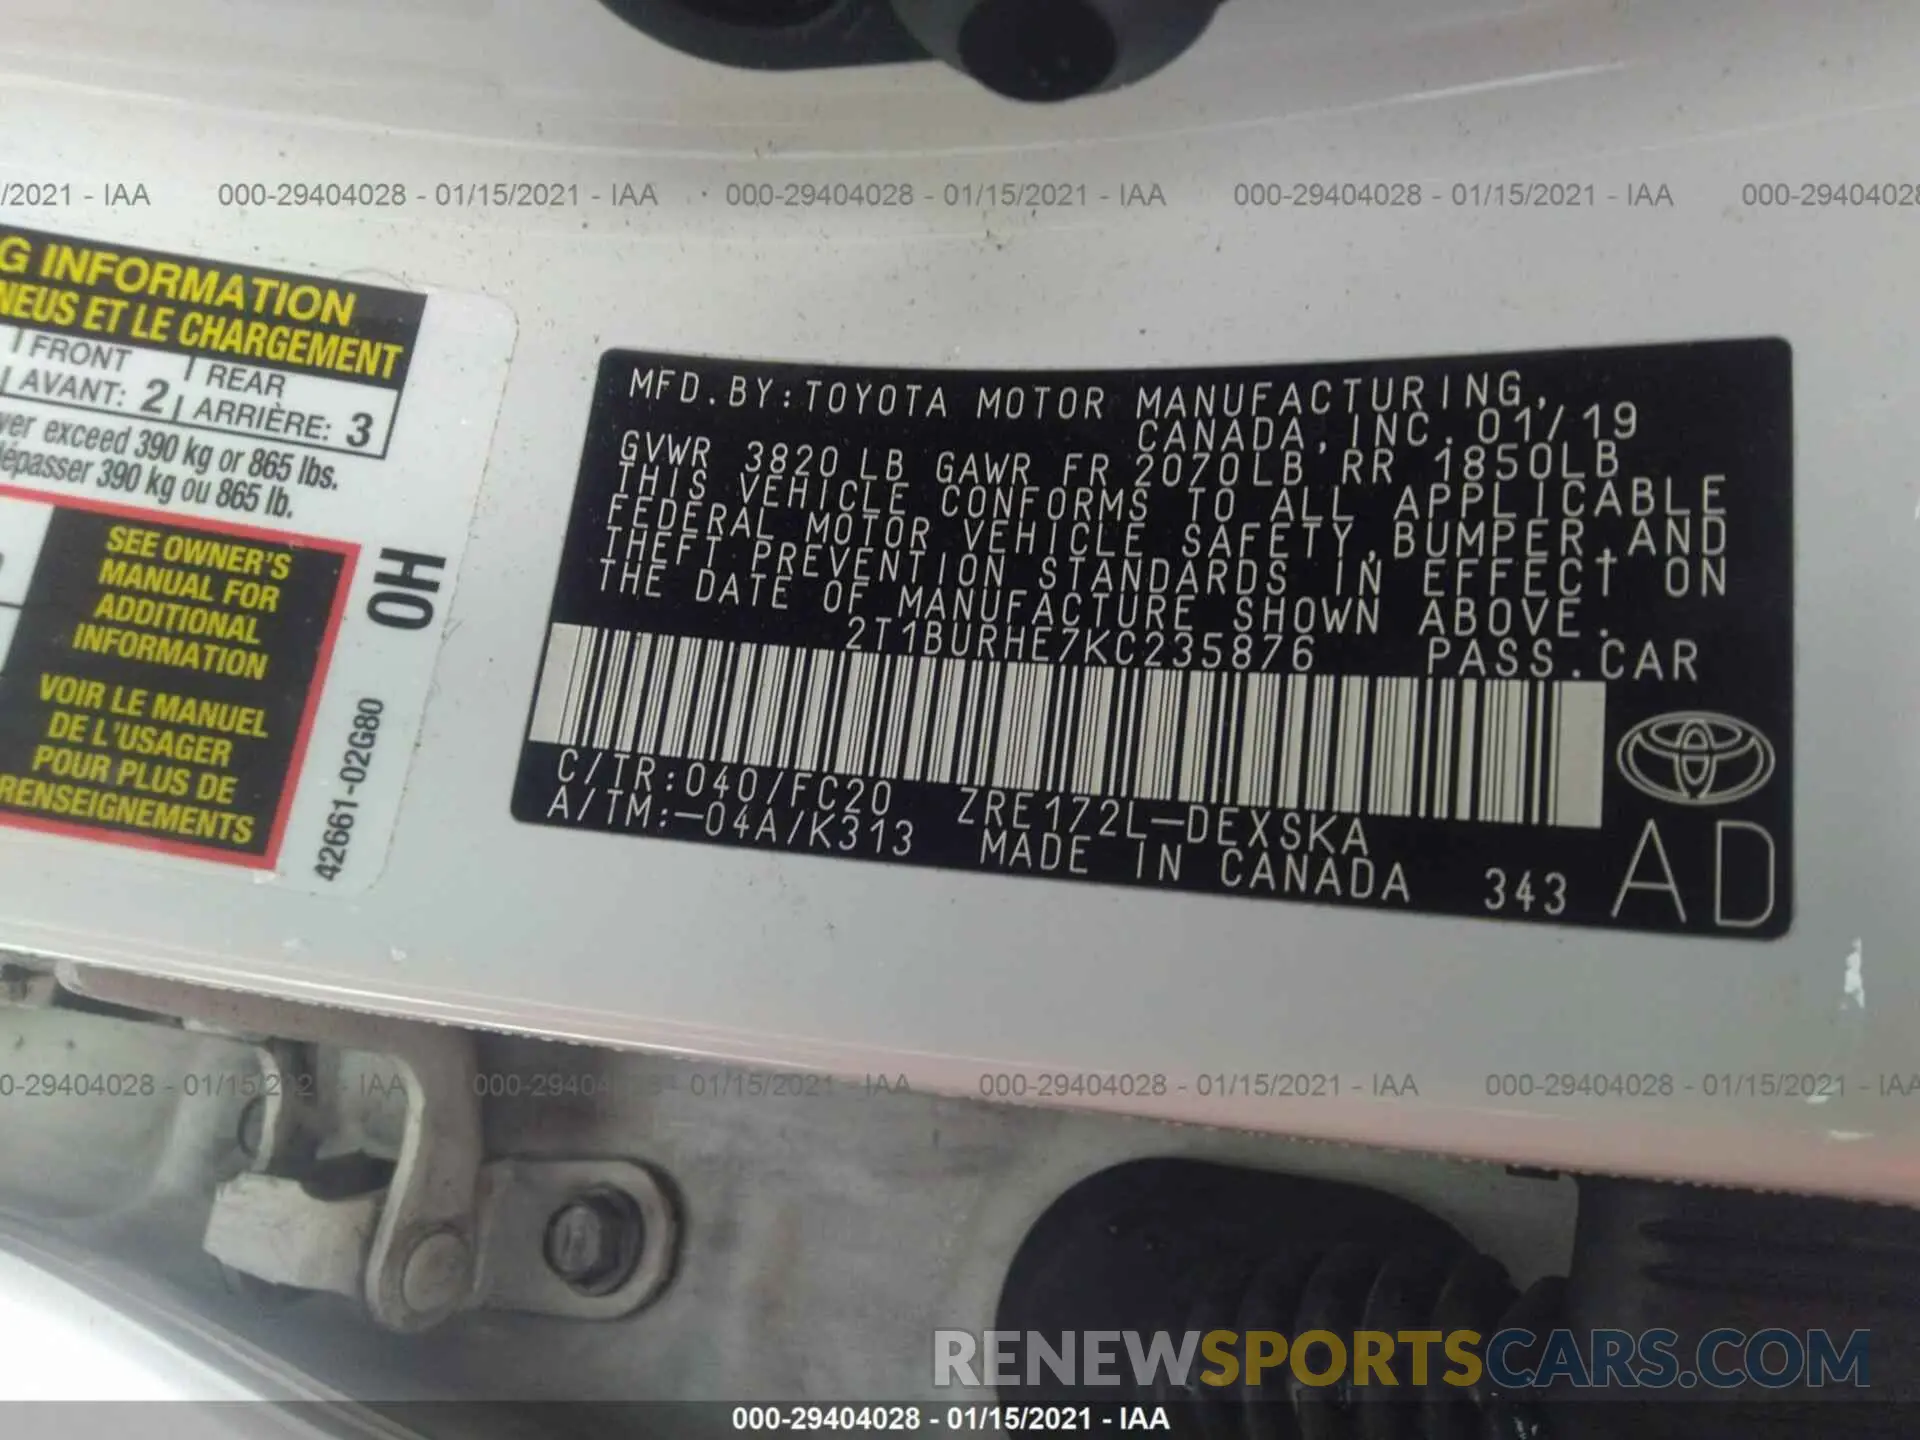 /2021 - IAA 000-29404028 - 01/15/2021 - IAA 000-29404028 - 01/15/2021 - IAA 000-29404028 - 01/15/2021 - IAA 000-2940402
G INFORMATION
NEUS ET LE CHARGEMENT
FRONT REAR
AVANT: 2 ARRIÈRE: 3
ver exceed 390 kg or 865 lbs.
épasser 390 kg ou 865 lb.
SEE OWNER'S
MANUAL FOR
ADDITIONAL
INFORMATION
VOIR LE MANUEL
DE L'USAGER
POUR PLUS DE
RENSEIGNEMENTS
0H
42661-02G80
MFD.BY:TOYOTA MOTOR MANUFACTURING,
CANADA,INC.01/19
GVWR 3820LB GAWR FR 2070LB RR 1850LB
THIS VEHICLE CONFORMS TO ALL APPLICABLE
FEDERAL MOTOR VEHICLE SAFETY,BUMPER,AND
THEFT PREVENTION STANDARDS IN EFFECT ON
THE DATE OF MANUFACTURE SHOWN ABOVE.
2T1BURHE7KC235876 PASS.CAR
C/TR:040/FC20 ZRE172L-DEXSKA
A/TM:-04A/K313 MADE IN CANADA 343 AD
0-29404028 - 01/15/2021 - IAA 000-29404028 - 01/15/2021 - IAA 000-29404028 - 01/15/2021 - IAA 000-29404028 - 01/15/2021 - IAA
RENEWSPORTSCARS.COM
000-29404028 - 01/15/2021 - IAA